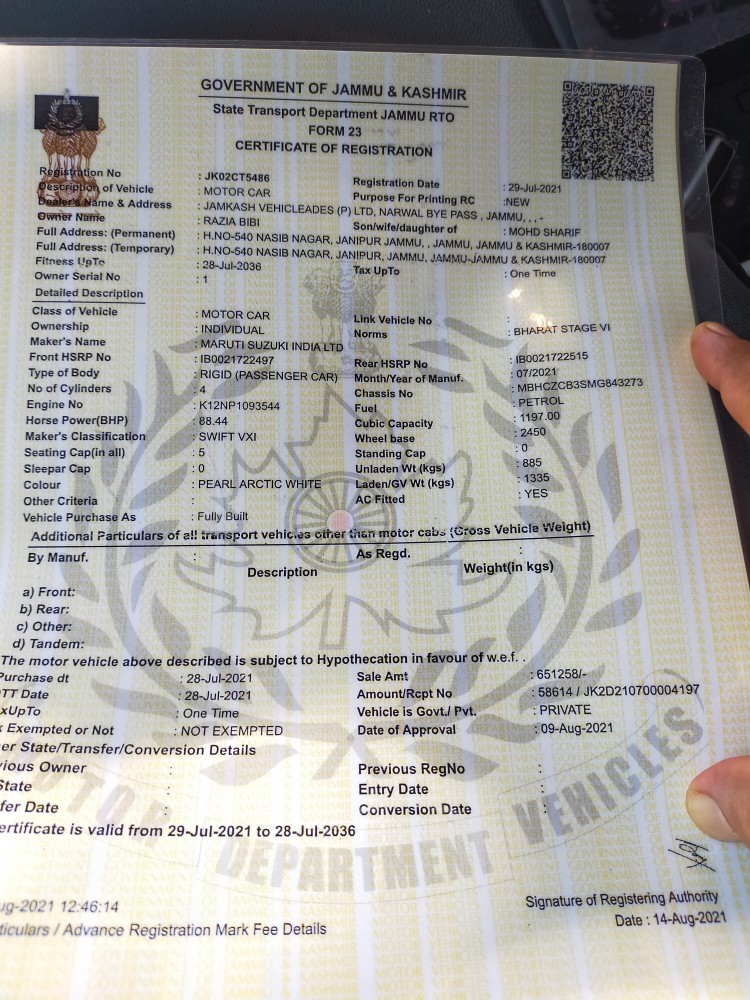 GOVERNMENT OF JAMMU & KASHMIR
State Transport Department JAMMU RTO
FORM 23
CERTIFICATE OF REGISTRATION
Registration No : JK02CT5486 Registration Date : 29-Jul-2021
Description of Vehicle : MOTOR CAR Purpose For Printing RC :NEW
Dealer's Name & Address : JAMKASH VEHICLEADES (P) LTD, NARWAL BYE PASS , JAMMU, , , -
Owner Name : RAZIA BIBI Son/wife/daughter of : MOHD SHARIF
Full Address: (Permanent) : H.NO-540 NASIB NAGAR, JANIPUR JAMMU, , JAMMU, JAMMU & KASHMIR-180007
Full Address: (Temporary) : H.NO-540 NASIB NAGAR, JANIPUR, JAMMU, JAMMU-JAMMU & KASHMIR-180007
Fitness UpTo : 28-Jul-2036 Tax UpTo : One Time
Owner Serial No : 1
Detailed Description
Class of Vehicle : MOTOR CAR Link Vehicle No :
Ownership : INDIVIDUAL Norms : BHARAT STAGE VI
Maker's Name : MARUTI SUZUKI INDIA LTD
Front HSRP No : IB0021722497 Rear HSRP No : IB0021722515
Type of Body : RIGID (PASSENGER CAR) Month/Year of Manuf. : 07/2021
No of Cylinders : 4 Chassis No : MBHCZCB3SMG843273
Engine No : K12NP1093544 Fuel : PETROL
Horse Power(BHP) : 88.44 Cubic Capacity : 1197.00
Maker's Classification : SWIFT VXI Wheel base : 2450
Seating Cap(in all) : 5 Standing Cap : 0
Sleepar Cap : 0 Unladen Wt (kgs) : 885
Colour : PEARL ARCTIC WHITE Laden/GV Wt (kgs) : 1335
Other Criteria : AC Fitted : YES
Vehicle Purchase As : Fully Built
Additional Particulars of all transport vehicles other than motor cabs (Gross Vehicle Weight)
By Manuf. : As Regd. :
Description Weight(in kgs)
a) Front:
b) Rear:
c) Other:
d) Tandem:
The motor vehicle above described is subject to Hypothecation in favour of w.e.f. .
Purchase dt : 28-Jul-2021 Sale Amt : 651258/-
TT Date : 28-Jul-2021 Amount/Rcpt No : 58614 / JK2D210700004197
xUpTo : One Time Vehicle is Govt./ Pvt. : PRIVATE
Exempted or Not : NOT EXEMPTED Date of Approval : 09-Aug-2021
er State/Transfer/Conversion Details
ious Owner : Previous RegNo :
State : Entry Date :
fer Date : Conversion Date :
ertificate is valid from 29-Jul-2021 to 28-Jul-2036
MOTOR VEHICLES DEPARTMENT
ug-2021 12:46:14
Signature of Registering Authority
ticulars / Advance Registration Mark Fee Details
Date : 14-Aug-2021